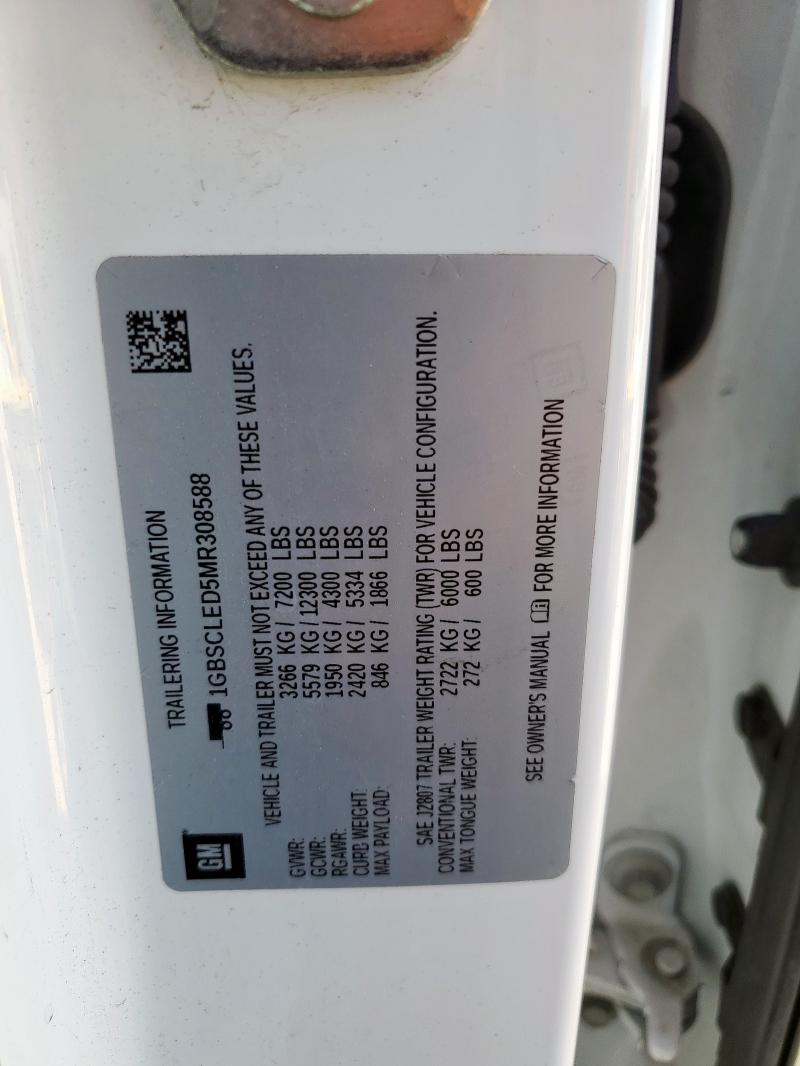 TRAILERING INFORMATION
1GBSCLED5MR308588
VEHICLE AND TRAILER MUST NOT EXCEED ANY OF THESE VALUES.
GVWR: 3266 KG / 7200 LBS
GCWR: 5579 KG / 12300 LBS
RGAWR: 1950 KG / 4300 LBS
CURB WEIGHT: 2420 KG / 5334 LBS
MAX PAYLOAD: 846 KG / 1866 LBS
SAE J2807 TRAILER WEIGHT RATING (TWR) FOR VEHICLE CONFIGURATION.
CONVENTIONAL TWR: 2722 KG / 6000 LBS
MAX TONGUE WEIGHT: 272 KG / 600 LBS
SEE OWNER'S MANUAL FOR MORE INFORMATION
GM